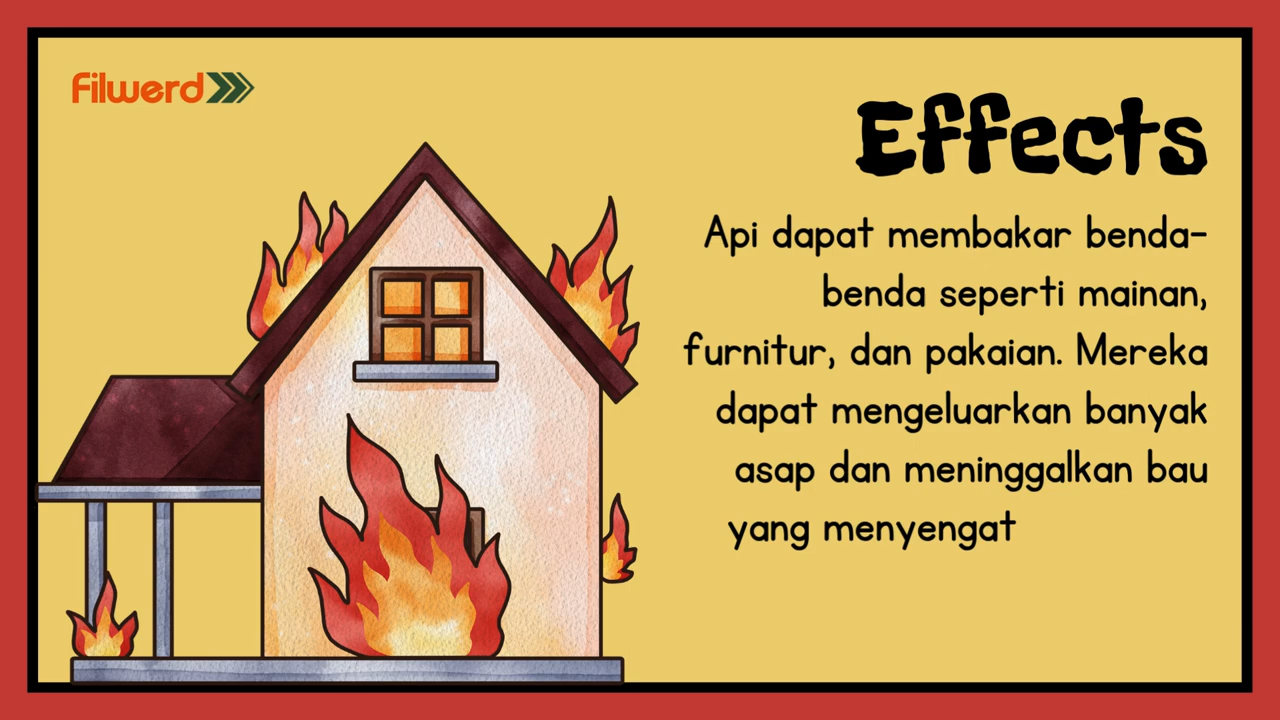 Filwerd
Effects
Api dapat membakar benda-
benda seperti mainan,
furnitur, dan pakaian. Mereka
dapat mengeluarkan banyak
asap dan meninggalkan bau
yang menyengat